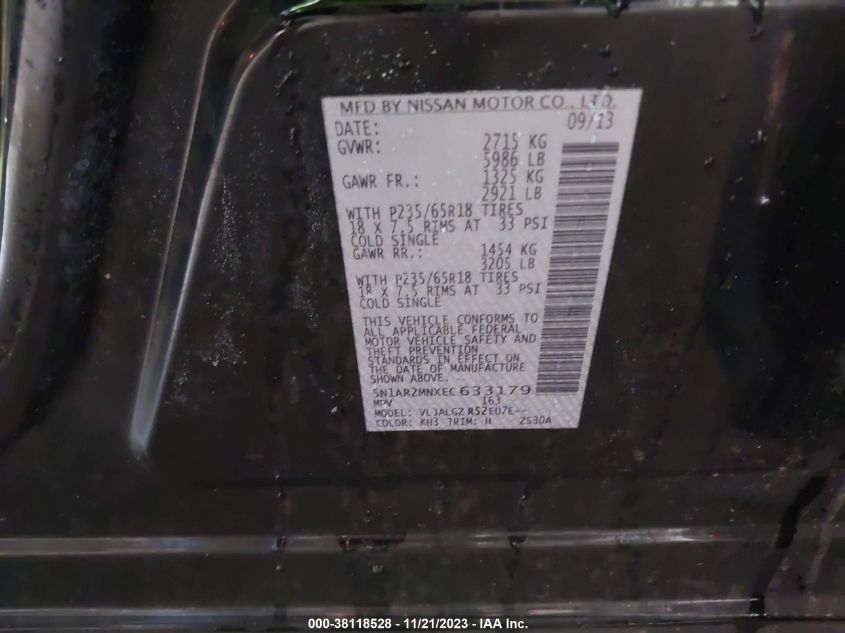 MFD BY NISSAN MOTOR CO., LTD.
DATE: 09/13
GVWR: 2715 KG
5986 LB
GAWR FR.: 1325 KG
2921 LB
WITH P235/65R18 TIRES
18 X 7.5 RIMS AT 33 PSI
COLD SINGLE
GAWR RR.: 1454 KG
3205 LB
WITH P235/65R18 TIRES
18 X 7.5 RIMS AT 33 PSI
COLD SINGLE
THIS VEHICLE CONFORMS TO
ALL APPLICABLE FEDERAL
MOTOR VEHICLE SAFETY AND
THEFT PREVENTION
STANDARDS IN EFFECT ON
THE DATE OF MANUFACTURE
SHOWN ABOVE.
5N1AR2MNXEC633179
MPV 163
MODEL: VLJALGZ R52EU7E--
COLOR: KH3 TRIM: H 2S30A
000-38118528 - 11/21/2023 - IAA Inc.